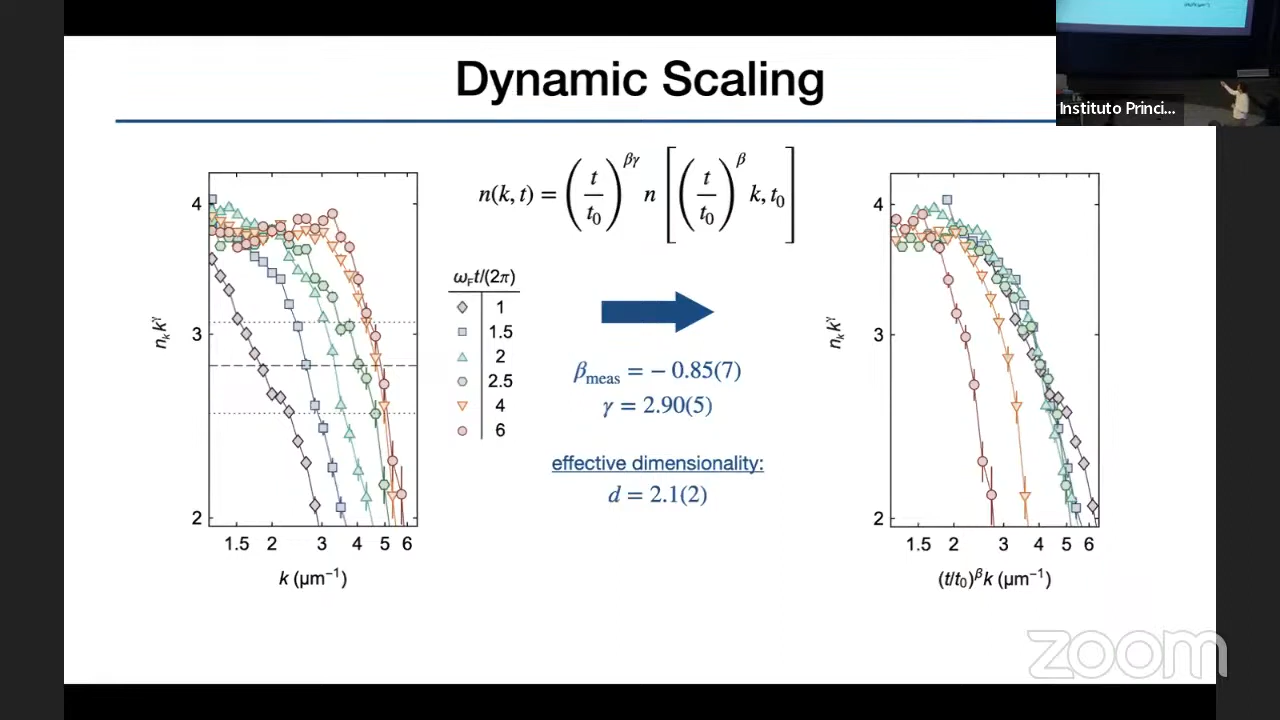 Dynamic Scaling
Instituto Princi...
n(k, t) = (t/t₀)^βγ n [(t/t₀)^β k, t₀]
4
3
2
nₖ k^γ
1.5 2 3 4 5 6
k (μm⁻¹)
ω_F t/(2π)
1
1.5
2
2.5
4
6
β_meas = − 0.85(7)
γ = 2.90(5)
effective dimensionality:
d = 2.1(2)
4
3
2
nₖ k^γ
1.5 2 3 4 5 6
(t/t₀)^β k (μm⁻¹)
zoom